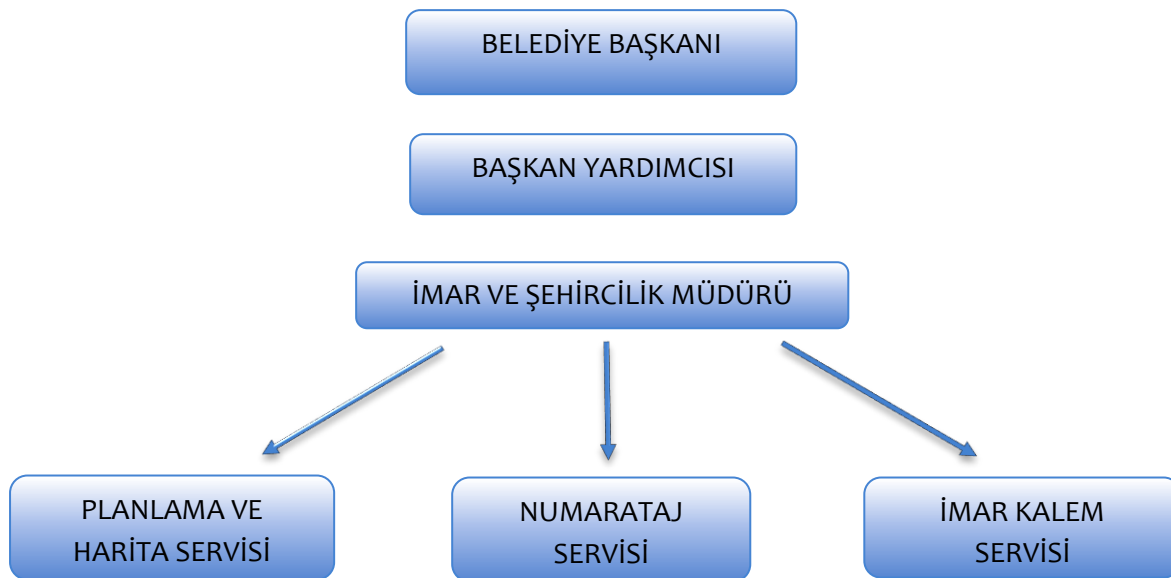 BELEDİYE BAŞKANI
BAŞKAN YARDIMCISI
İMAR VE ŞEHİRCİLİK MÜDÜRÜ
PLANLAMA VE
HARİTA SERVİSİ
NUMARATAJ
SERVİSİ
İMAR KALEM
SERVİSİ